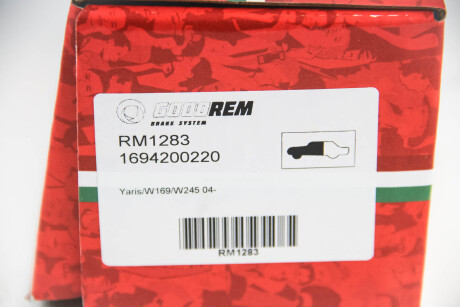 GOODREM
BRAKE SYSTEM
RM1283
1694200220
Yaris/W169/W245 04-
RM1283